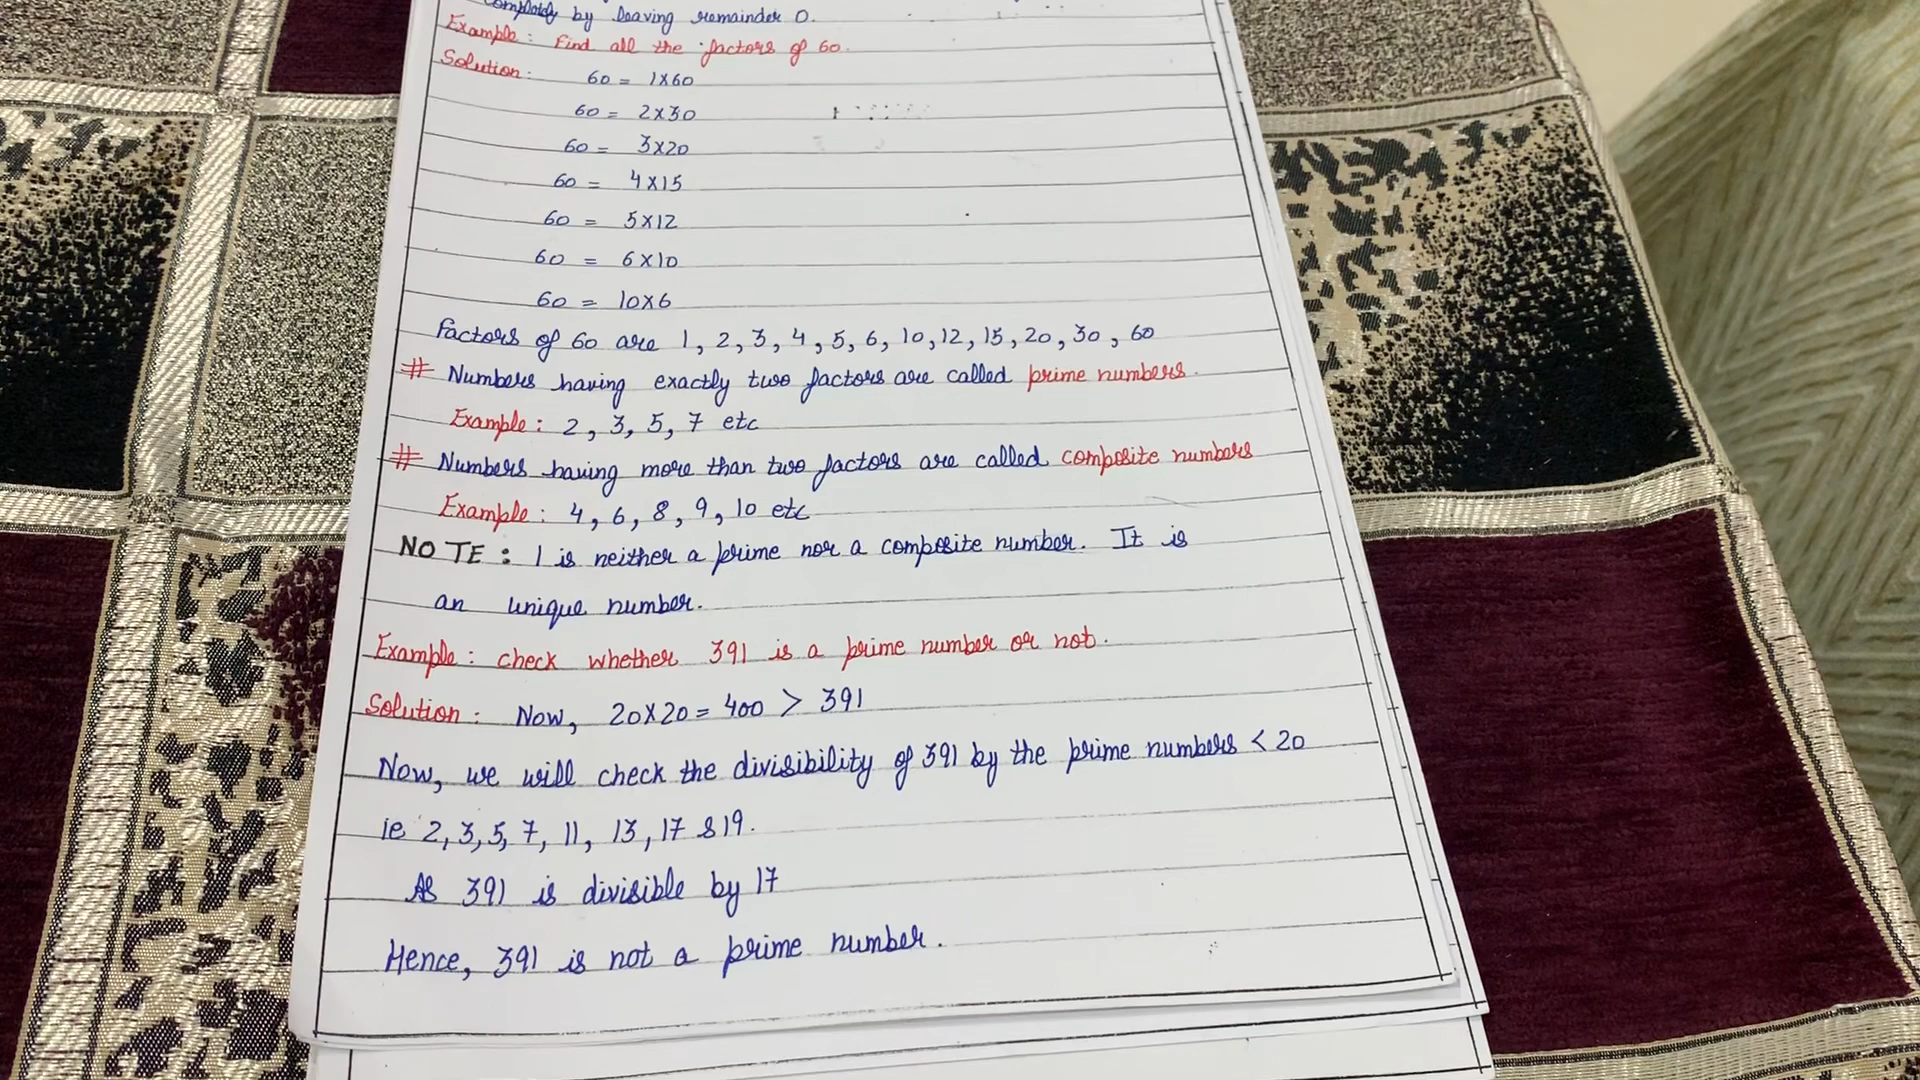 completely by leaving remainder 0.
Example: Find all the factors of 60.
Solution: 60 = 1X60
60 = 2X30
60 = 3X20
60 = 4X15
60 = 5X12
60 = 6X10
60 = 10X6
Factors of 60 are 1, 2, 3, 4, 5, 6, 10, 12, 15, 20, 30, 60
# Numbers having exactly two factors are called prime numbers.
Example: 2, 3, 5, 7 etc
# Numbers having more than two factors are called composite numbers
Example: 4, 6, 8, 9, 10 etc
NOTE: 1 is neither a prime nor a composite number. It is
an unique number.
Example: check whether 391 is a prime number or not.
Solution: Now, 20X20 = 400 > 391
Now, we will check the divisibility of 391 by the prime numbers < 20
ie 2, 3, 5, 7, 11, 13, 17 & 19.
As 391 is divisible by 17
Hence, 391 is not a prime number.